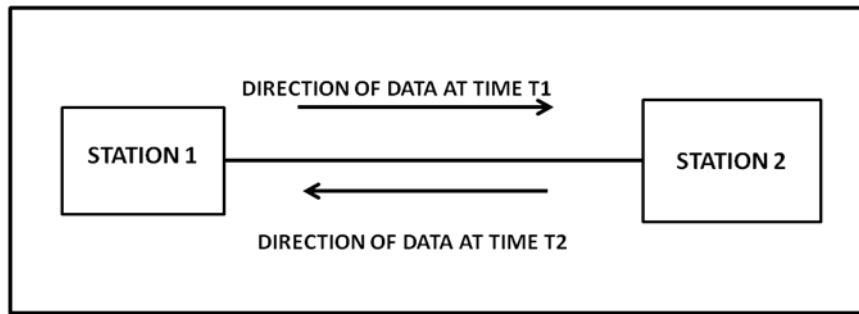 DIRECTION OF DATA AT TIME T1
STATION 1
STATION 2
DIRECTION OF DATA AT TIME T2